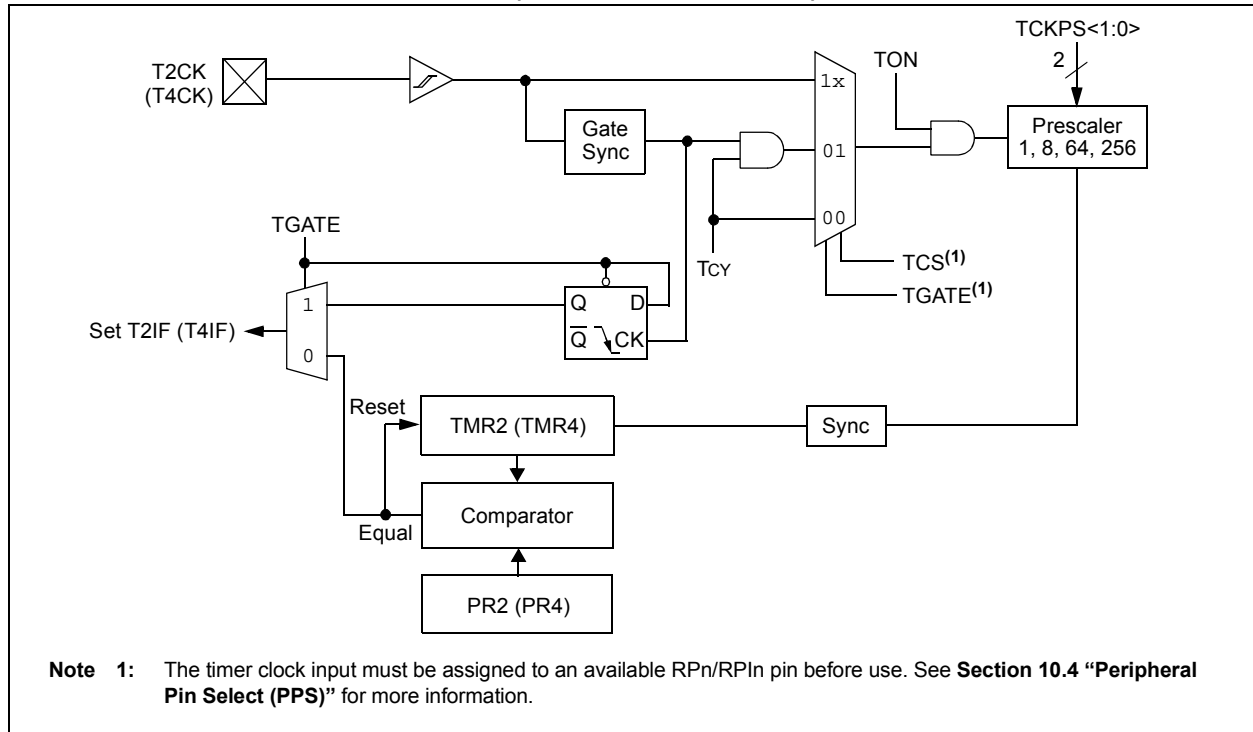 TCKPS<1:0>
2
T2CK
(T4CK)
TON
1x
Gate
Sync
01
Prescaler
1, 8, 64, 256
00
TGATE
TCY
TCS(1)
TGATE(1)
1
Q
D
Set T2IF (T4IF)
0
Q
CK
Reset
TMR2 (TMR4)
Sync
Equal
Comparator
PR2 (PR4)
Note 1: The timer clock input must be assigned to an available RPn/RPIn pin before use. See Section 10.4 “Peripheral
Pin Select (PPS)” for more information.